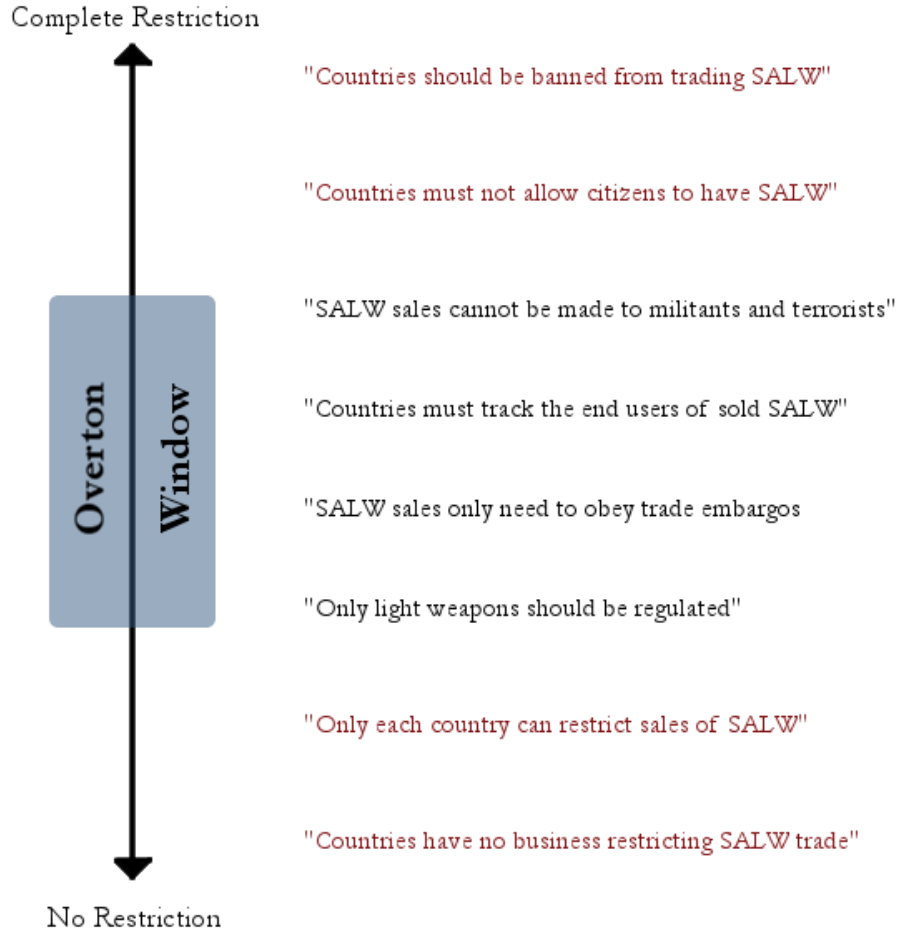 Complete Restriction
"Countries should be banned from trading SALW"
"Countries must not allow citizens to have SALW"
"SALW sales cannot be made to militants and terrorists"
"Countries must track the end users of sold SALW"
Overton
Window
"SALW sales only need to obey trade embargos
"Only light weapons should be regulated"
"Only each country can restrict sales of SALW"
"Countries have no business restricting SALW trade"
No Restriction